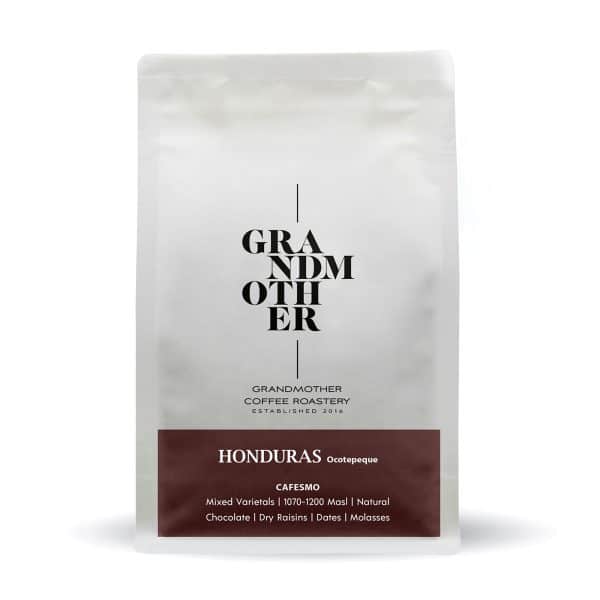 GRA
NDM
OTH
ER
GRANDMOTHER
COFFEE ROASTERY
ESTABLISHED 2016
HONDURAS Ocotepeque
CAFESMO
Mixed Varietals | 1070-1200 Masl | Natural
Chocolate | Dry Raisins | Dates | Molasses